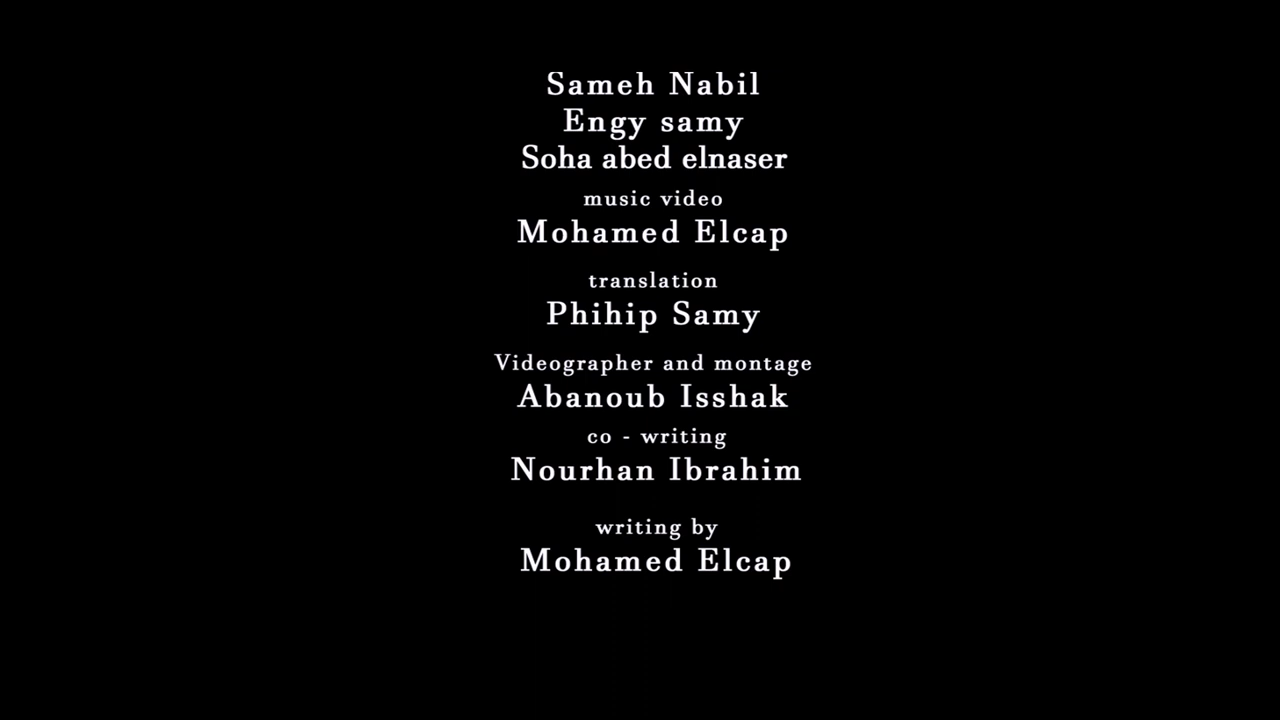 Sameh Nabil
Engy samy
Soha abed elnaser
music video
Mohamed Elcap
translation
Phihip Samy
Videographer and montage
Abanoub Isshak
co - writing
Nourhan Ibrahim
writing by
Mohamed Elcap